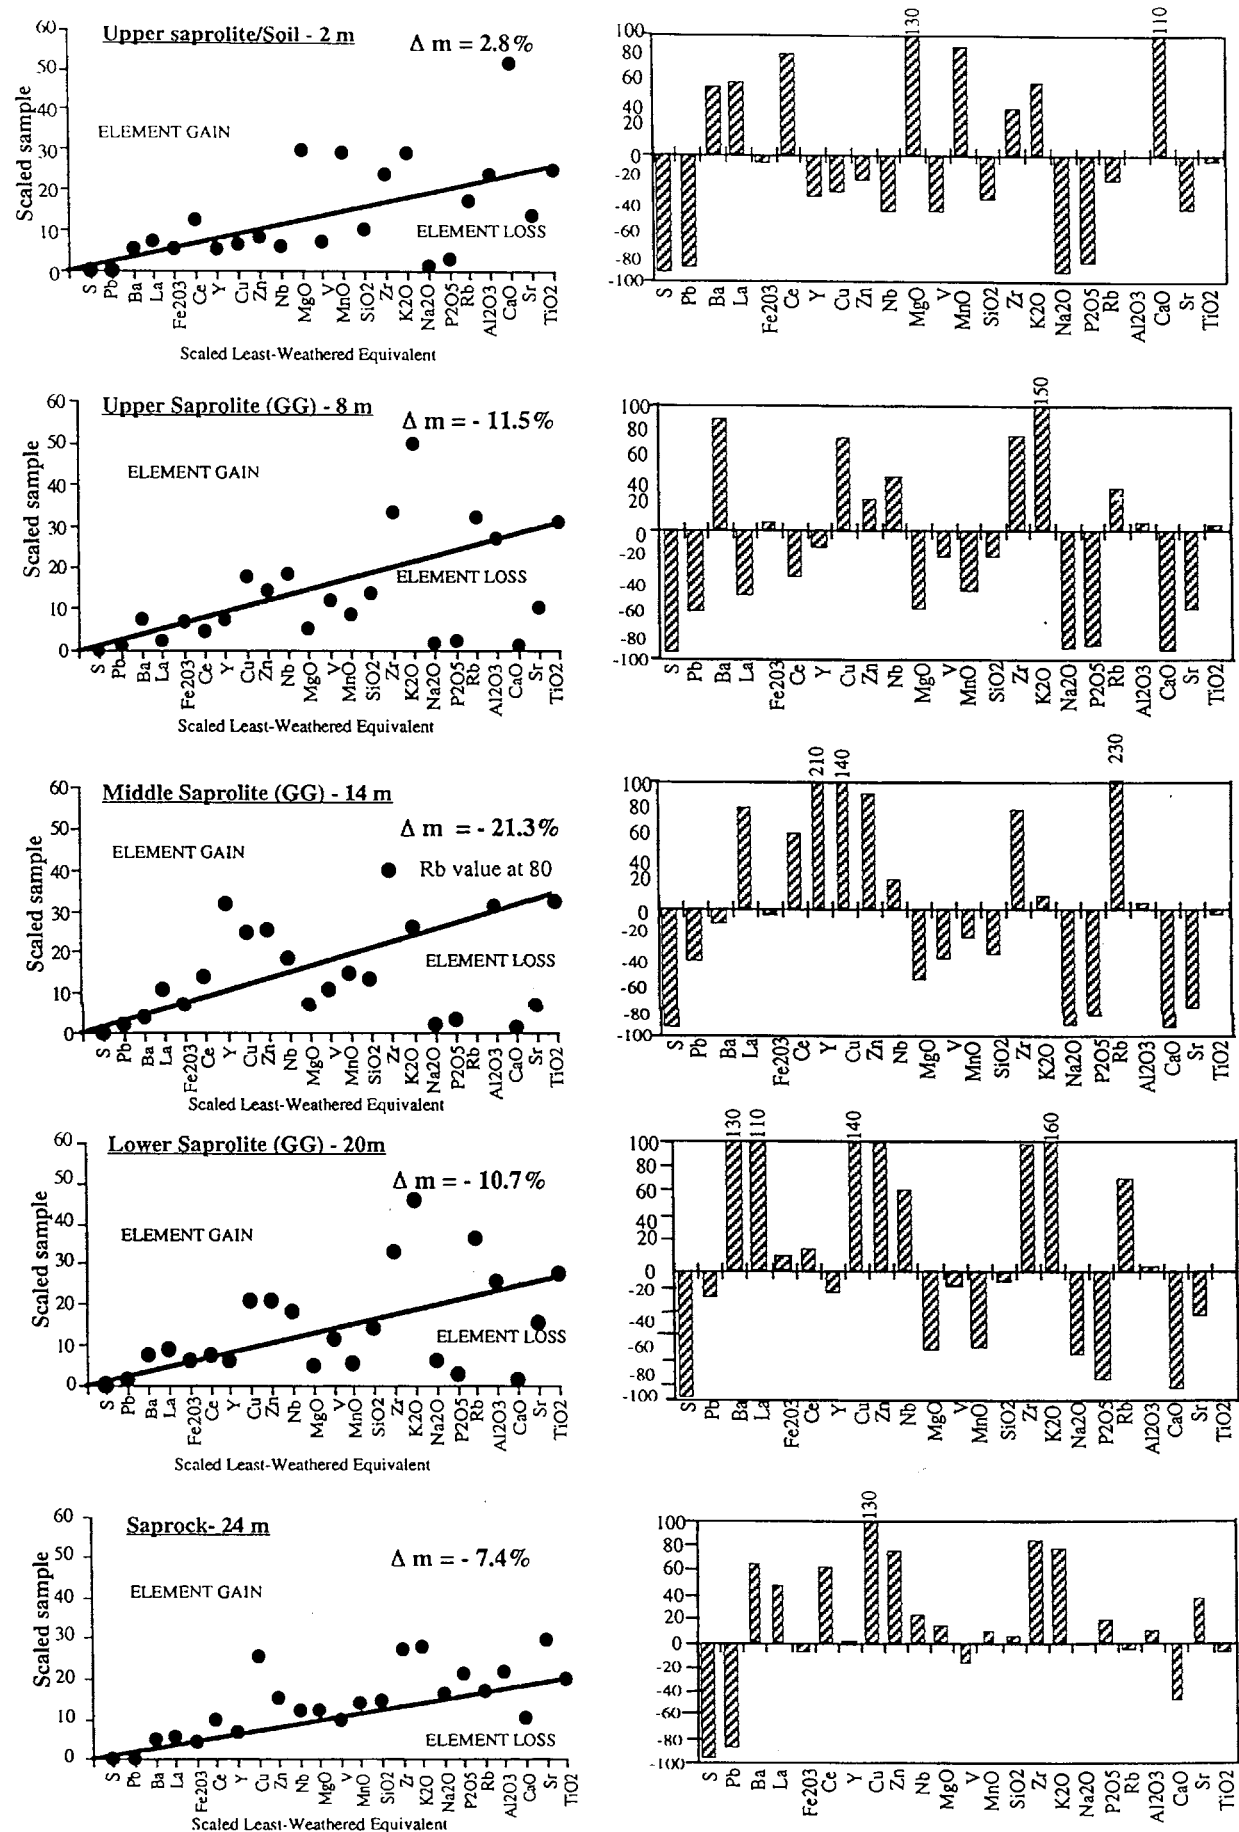 Upper saprolite/Soil - 2 m
Δ m = 2.8%
Scaled sample
60
50
40
30
20
10
0
ELEMENT GAIN
ELEMENT LOSS
S Pb Ba La Fe2O3 Ce Y Cu Zn Nb MgO V MnO SiO2 Zr K2O Na2O P2O5 Rb Al2O3 CaO Sr TiO2
Scaled Least-Weathered Equivalent
130 110
100
80
60
40
20
0
-20
-40
-60
-80
-100
S Pb Ba La Fe2O3 Ce Y Cu Zn Nb MgO V MnO SiO2 Zr K2O Na2O P2O5 Rb Al2O3 CaO Sr TiO2
Upper Saprolite (GG) - 8 m
Δ m = - 11.5%
Scaled sample
60
50
40
30
20
10
0
ELEMENT GAIN
ELEMENT LOSS
S Pb Ba La Fe2O3 Ce Y Cu Zn Nb MgO V MnO SiO2 Zr K2O Na2O P2O5 Rb Al2O3 CaO Sr TiO2
Scaled Least-Weathered Equivalent
150
100
80
60
40
20
0
-20
-40
-60
-80
-100
S Pb Ba La Fe2O3 Ce Y Cu Zn Nb MgO V MnO SiO2 Zr K2O Na2O P2O5 Rb Al2O3 CaO Sr TiO2
Middle Saprolite (GG) - 14 m
Δ m = - 21.3%
Rb value at 80
Scaled sample
60
50
40
30
20
10
0
ELEMENT GAIN
ELEMENT LOSS
S Pb Ba La Fe2O3 Ce Y Cu Zn Nb MgO V MnO SiO2 Zr K2O Na2O P2O5 Rb Al2O3 CaO Sr TiO2
Scaled Least-Weathered Equivalent
210 140 230
100
80
60
40
20
0
-20
-40
-60
-80
-100
S Pb Ba La Fe2O3 Ce Y Cu Zn Nb MgO V MnO SiO2 Zr K2O Na2O P2O5 Rb Al2O3 CaO Sr TiO2
Lower Saprolite (GG) - 20m
Δ m = - 10.7%
Scaled sample
60
50
40
30
20
10
0
ELEMENT GAIN
ELEMENT LOSS
S Pb Ba La Fe2O3 Ce Y Cu Zn Nb MgO V MnO SiO2 Zr K2O Na2O P2O5 Rb Al2O3 CaO Sr TiO2
Scaled Least-Weathered Equivalent
130 110 140 160
100
80
60
40
20
0
-20
-40
-60
-80
-100
S Pb Ba La Fe2O3 Ce Y Cu Zn Nb MgO V MnO SiO2 Zr K2O Na2O P2O5 Rb Al2O3 CaO Sr TiO2
Saprock- 24 m
Δ m = - 7.4%
Scaled sample
60
50
40
30
20
10
0
ELEMENT GAIN
ELEMENT LOSS
S Pb Ba La Fe2O3 Ce Y Cu Zn Nb MgO V MnO SiO2 Zr K2O Na2O P2O5 Rb Al2O3 CaO Sr TiO2
Scaled Least-Weathered Equivalent
130
100
80
60
40
20
0
-20
-40
-60
-80
-100
S Pb Ba La Fe2O3 Ce Y Cu Zn Nb MgO V MnO SiO2 Zr K2O Na2O P2O5 Rb Al2O3 CaO Sr TiO2